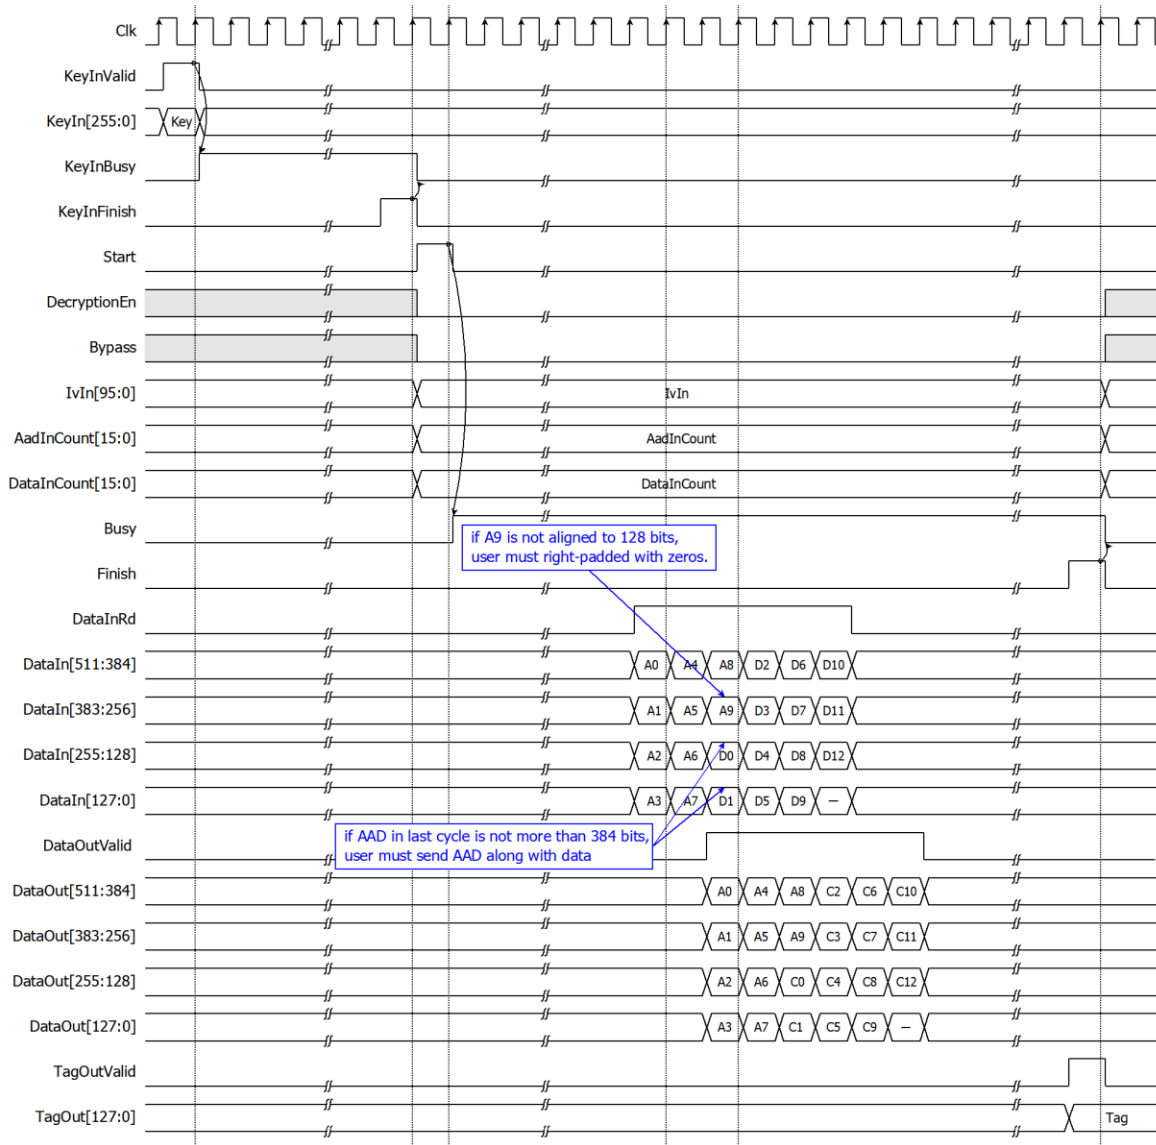 Clk
KeyInValid
KeyIn[255:0] Key
KeyInBusy
KeyInFinish
Start
DecryptionEn
Bypass
IvIn[95:0] IvIn
AadInCount[15:0] AadInCount
DataInCount[15:0] DataInCount
Busy
if A9 is not aligned to 128 bits,
user must right-padded with zeros.
Finish
DataInRd
DataIn[511:384] A0 A4 A8 D2 D6 D10
DataIn[383:256] A1 A5 A9 D3 D7 D11
DataIn[255:128] A2 A6 D0 D4 D8 D12
DataIn[127:0] A3 A7 D1 D5 D9 —
if AAD in last cycle is not more than 384 bits,
user must send AAD along with data
DataOutValid
DataOut[511:384] A0 A4 A8 C2 C6 C10
DataOut[383:256] A1 A5 A9 C3 C7 C11
DataOut[255:128] A2 A6 C0 C4 C8 C12
DataOut[127:0] A3 A7 C1 C5 C9 —
TagOutValid
TagOut[127:0] Tag